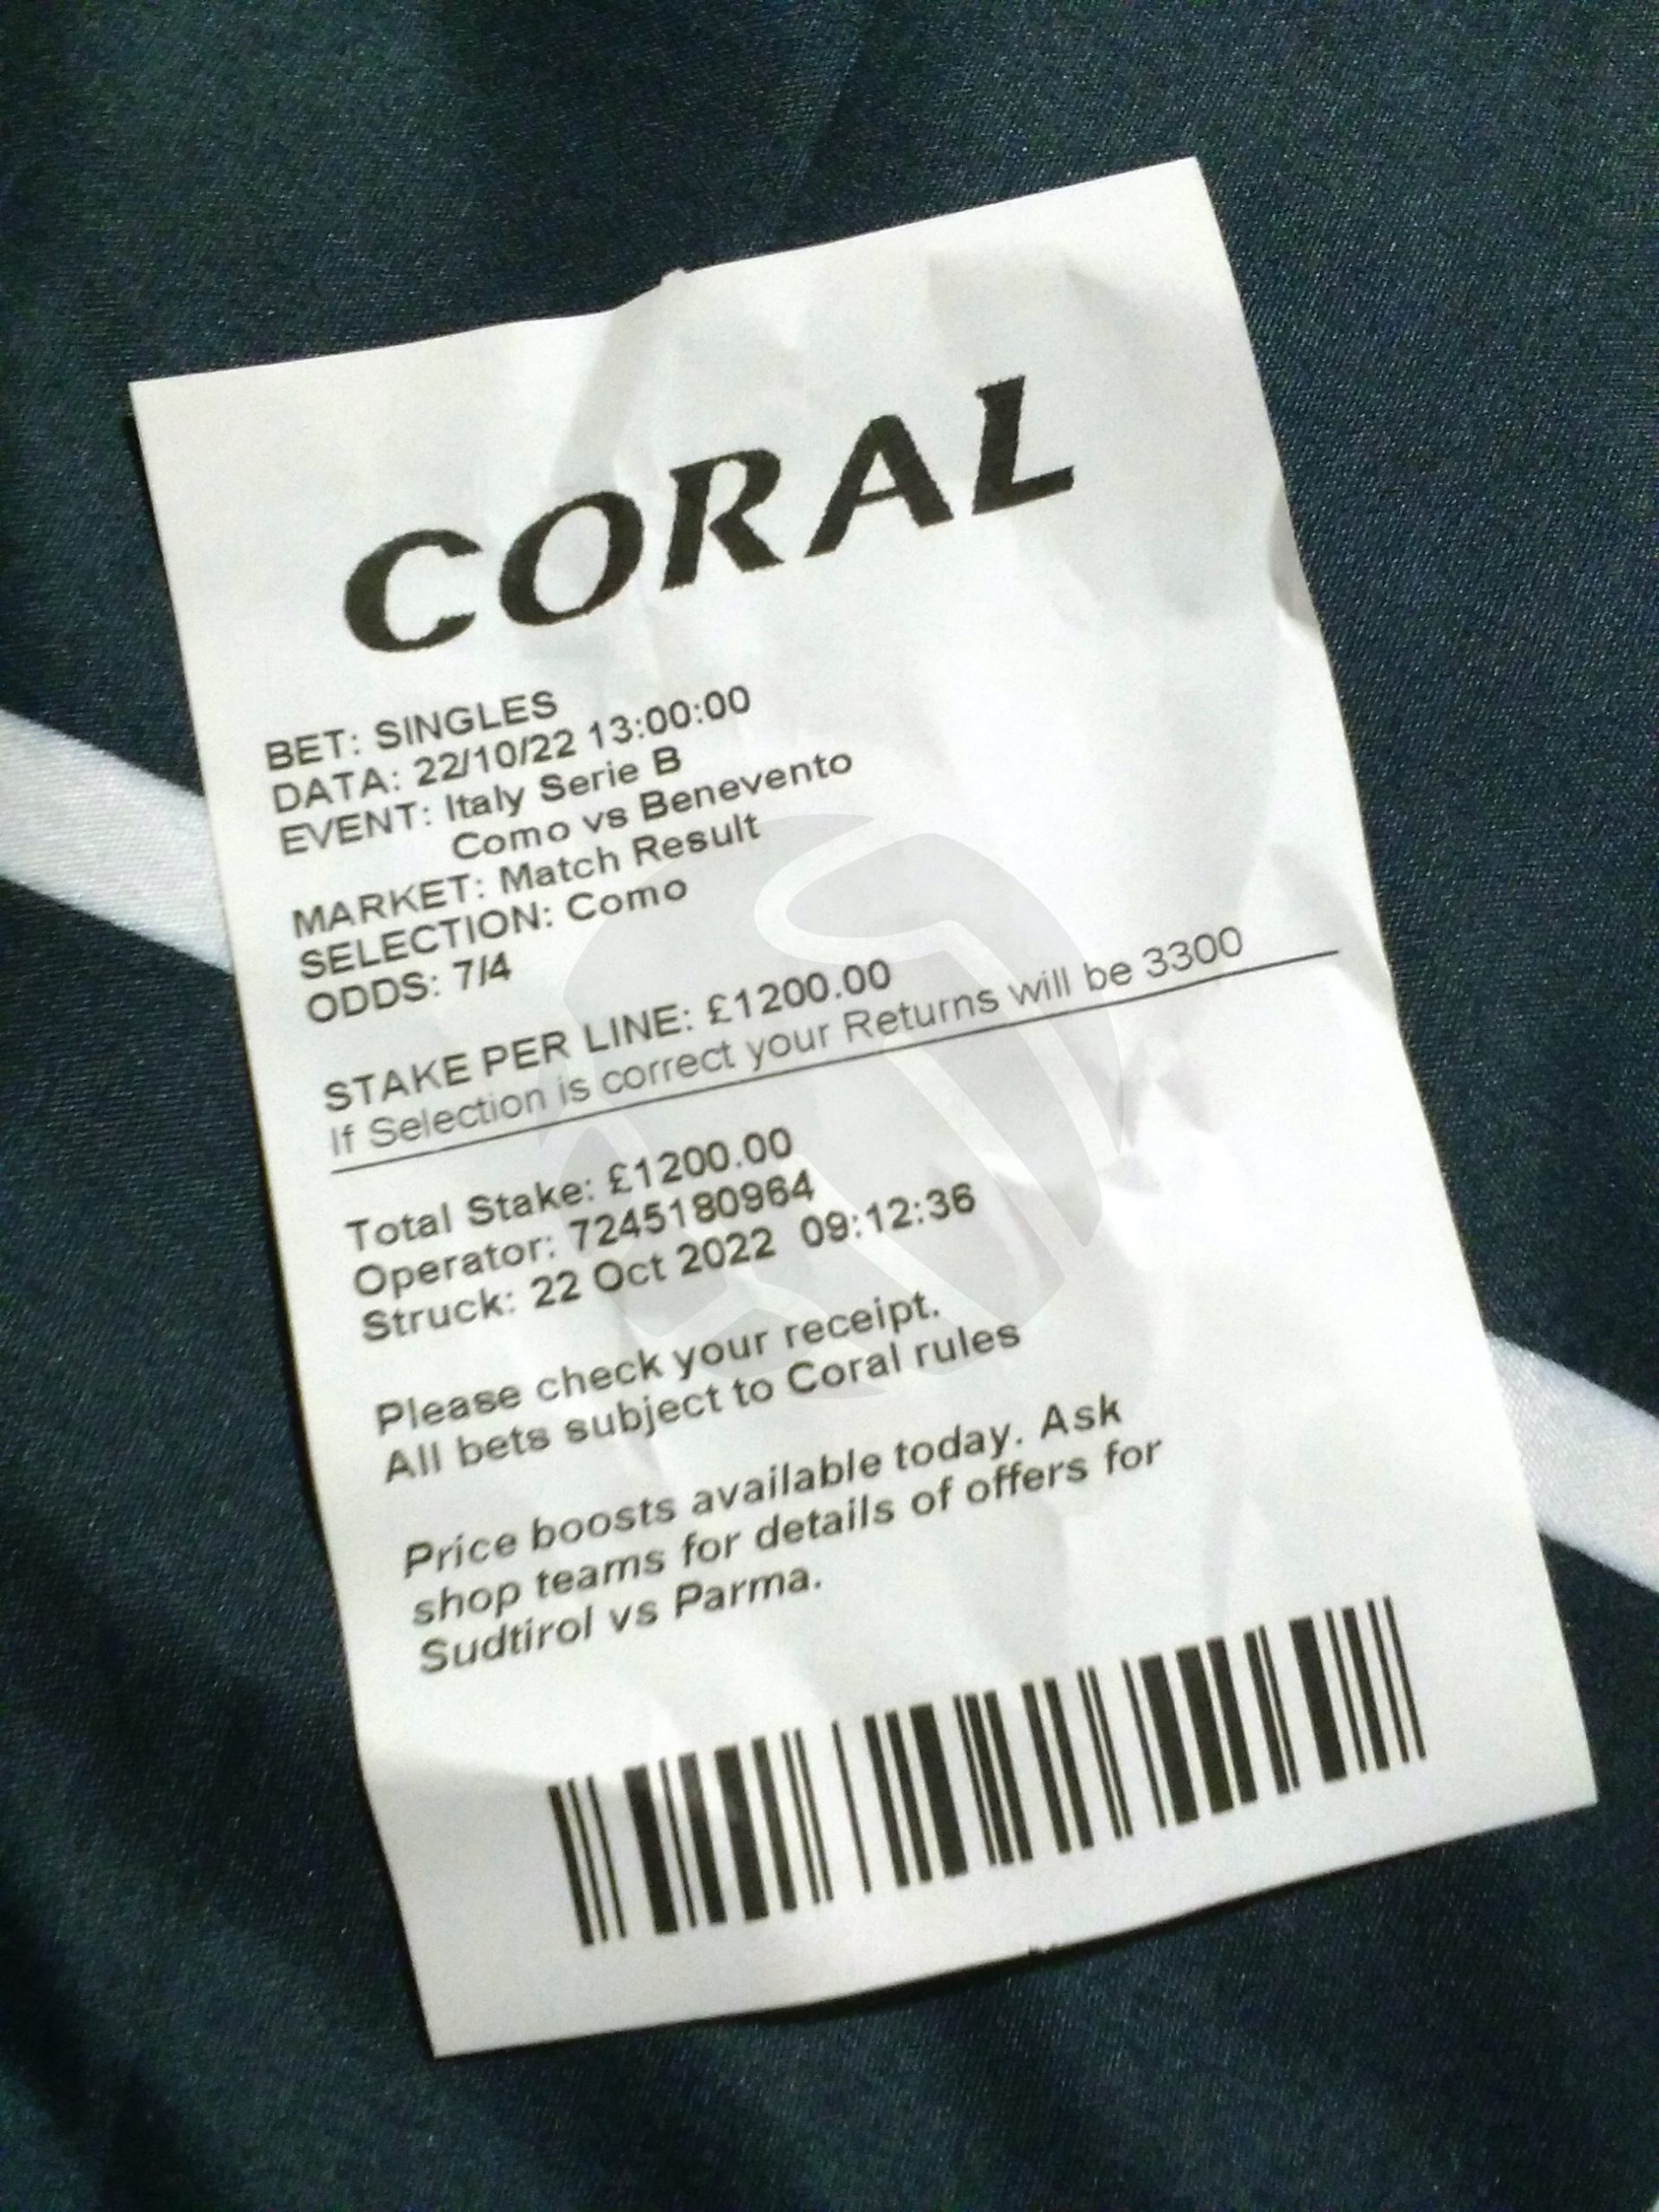 CORAL
BET: SINGLES
DATA: 22/10/22 13:00:00
EVENT: Italy Serie B
Como vs Benevento
MARKET: Match Result
SELECTION: Como
ODDS: 7/4
STAKE PER LINE: £1200.00
If Selection is correct your Returns will be 3300
Total Stake: £1200.00
Operator: 7245180964
Struck: 22 Oct 2022 09:12:36
Please check your receipt.
All bets subject to Coral rules
Price boosts available today. Ask
shop teams for details of offers for
Sudtirol vs Parma.